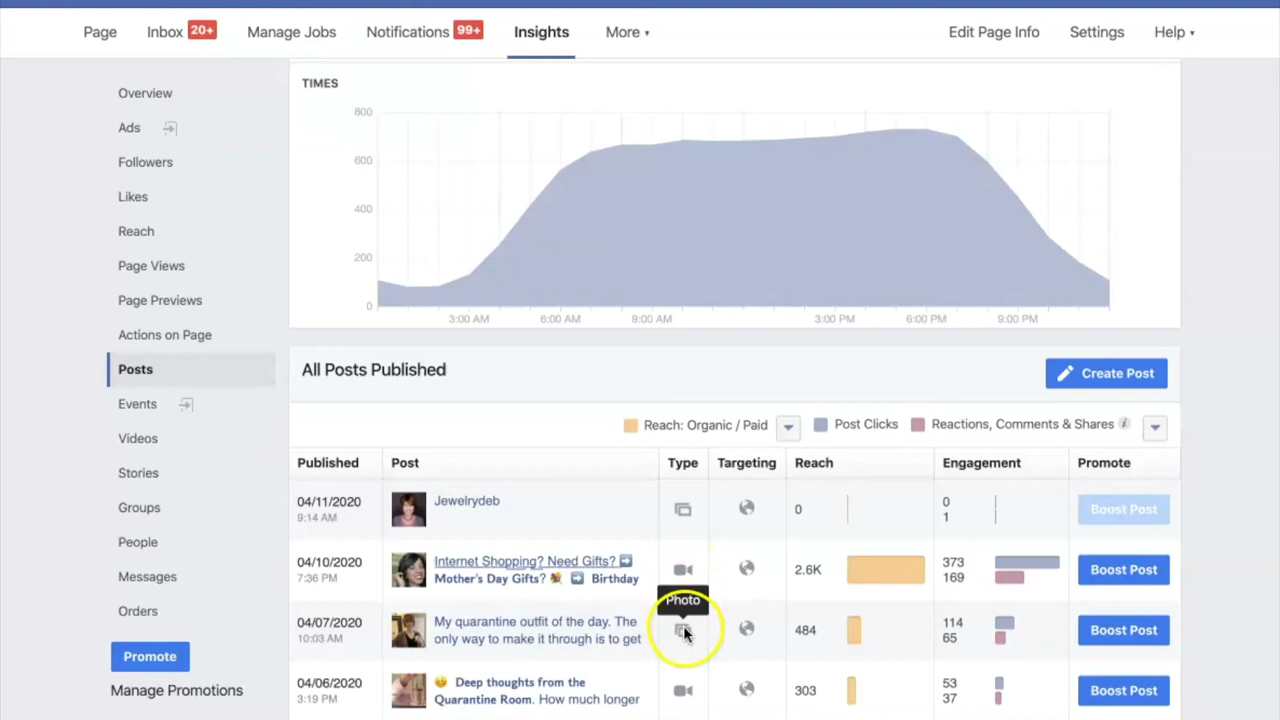 Page Inbox 20+ Manage Jobs Notifications 99+ Insights More Edit Page Info Settings Help
Overview
Ads
Followers
Likes
Reach
Page Views
Page Previews
Actions on Page
Posts
Events
Videos
Stories
Groups
People
Messages
Orders
Promote
Manage Promotions
TIMES
800
600
400
200
0
3:00 AM 6:00 AM 9:00 AM 3:00 PM 6:00 PM 9:00 PM
All Posts Published
Create Post
Reach: Organic / Paid Post Clicks Reactions, Comments & Shares i
Published Post Type Targeting Reach Engagement Promote
04/11/2020 Jewelrydeb 0 0 Boost Post
9:14 AM 1
04/10/2020 Internet Shopping? Need Gifts? ➡️ 2.6K 373 Boost Post
7:36 PM Mother's Day Gifts? 💐 ➡️ Birthday 169
Photo
04/07/2020 My quarantine outfit of the day. The 484 114 Boost Post
10:03 AM only way to make it through is to get 65
04/06/2020 Deep thoughts from the 303 53 Boost Post
3:19 PM Quarantine Room. How much longer 37